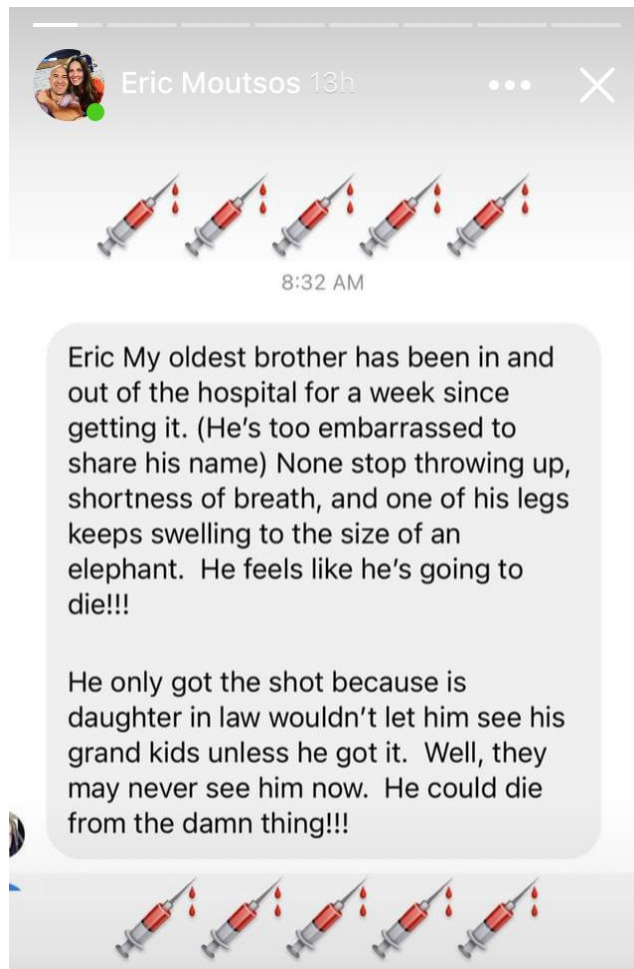 Eric Moutsos 13h
8:32 AM
Eric My oldest brother has been in and
out of the hospital for a week since
getting it. (He's too embarrassed to
share his name) None stop throwing up,
shortness of breath, and one of his legs
keeps swelling to the size of an
elephant.  He feels like he's going to
die!!!
He only got the shot because is
daughter in law wouldn't let him see his
grand kids unless he got it.  Well, they
may never see him now.  He could die
from the damn thing!!!